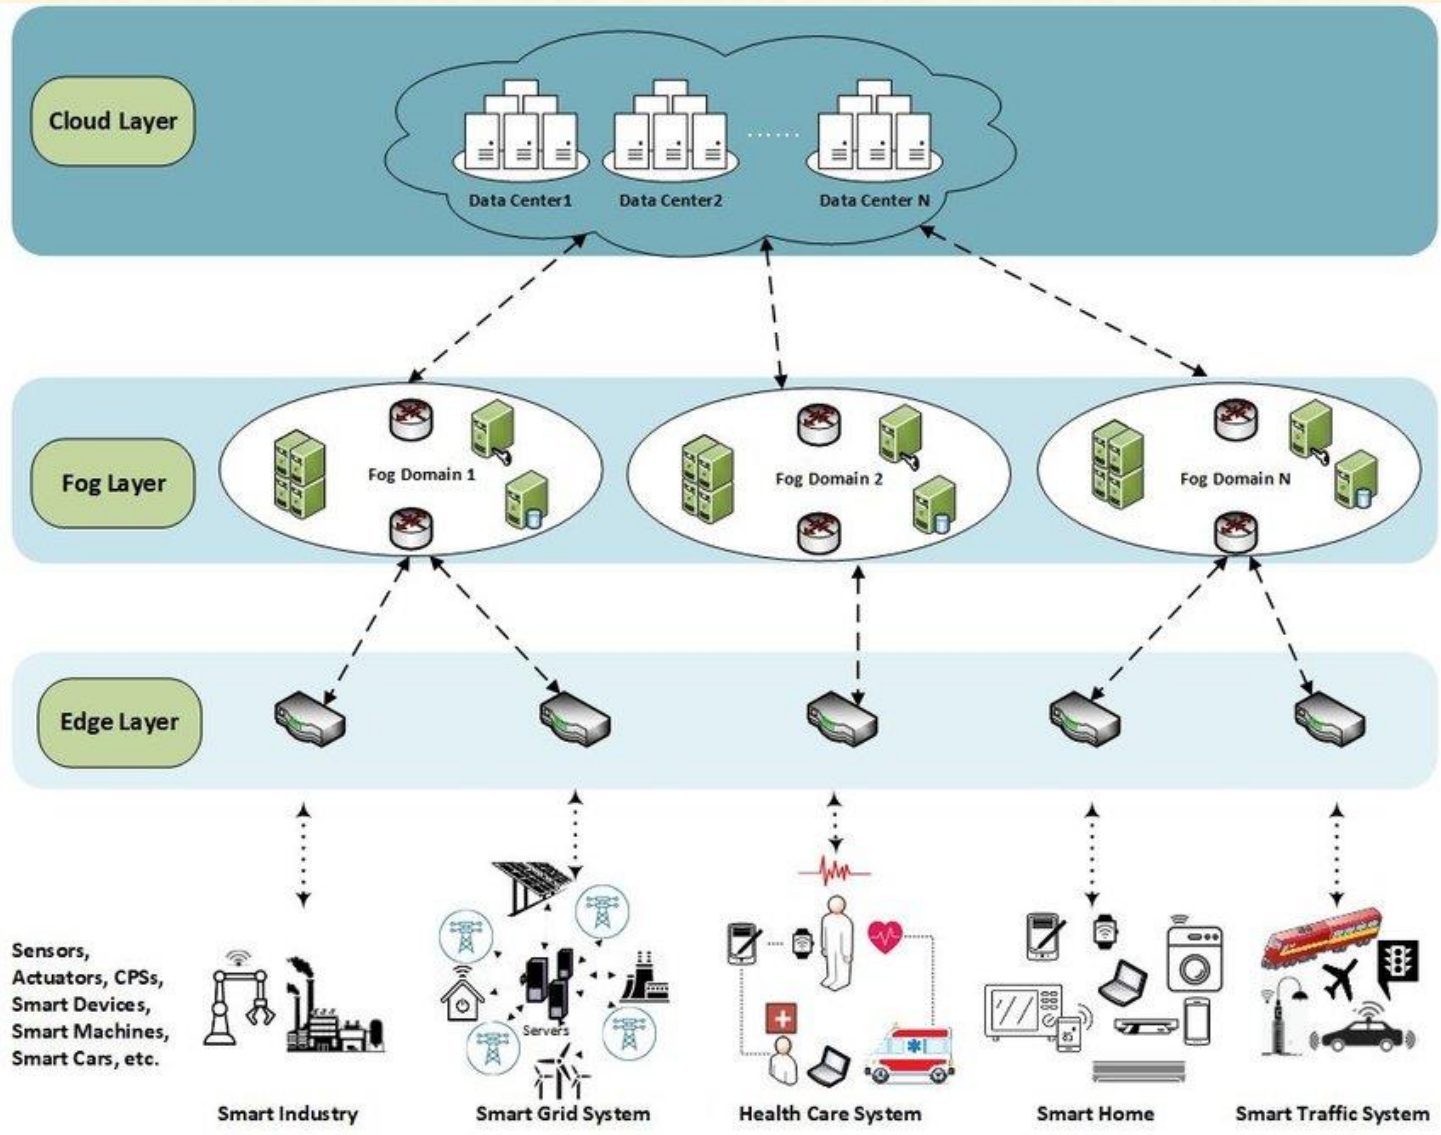 Cloud Layer
Data Center1
Data Center2
......
Data Center N
Fog Layer
Fog Domain 1
Fog Domain 2
Fog Domain N
Edge Layer
Sensors,
Actuators, CPSs,
Smart Devices,
Smart Machines,
Smart Cars, etc.
Servers
Smart Industry
Smart Grid System
Health Care System
Smart Home
Smart Traffic System